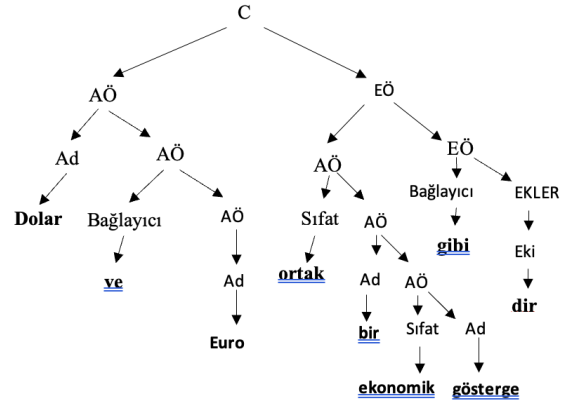 C
AÖ EÖ
Ad AÖ AÖ EÖ
Dolar Bağlayıcı AÖ Sıfat AÖ Bağlayıcı EKLER
ve Ad ortak Ad AÖ gibi Eki
Euro bir Sıfat Ad dir
ekonomik gösterge